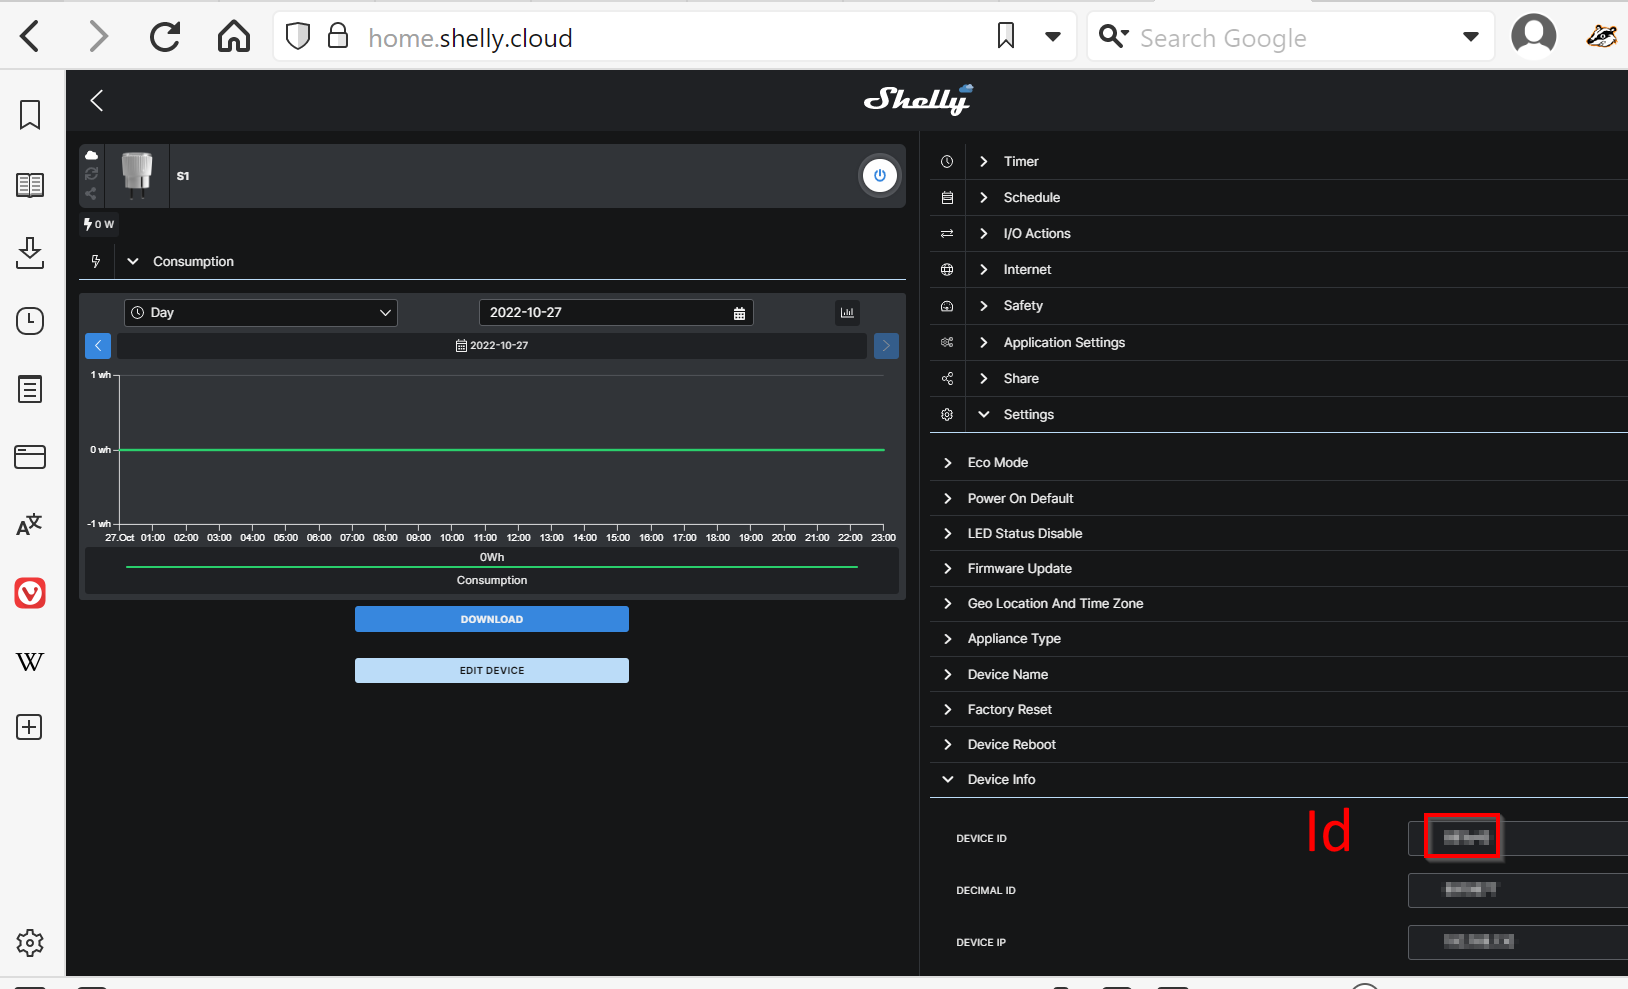 home.shelly.cloud
Search Google
Shelly
S1
0 W
Consumption
Day
2022-10-27
2022-10-27
1 wh
0 wh
-1 wh
27.Oct 01:00 02:00 03:00 04:00 05:00 06:00 07:00 08:00 09:00 10:00 11:00 12:00 13:00 14:00 15:00 16:00 17:00 18:00 19:00 20:00 21:00 22:00 23:00
0Wh
Consumption
DOWNLOAD
EDIT DEVICE
Timer
Schedule
I/O Actions
Internet
Safety
Application Settings
Share
Settings
Eco Mode
Power On Default
LED Status Disable
Firmware Update
Geo Location And Time Zone
Appliance Type
Device Name
Factory Reset
Device Reboot
Device Info
DEVICE ID
Id
DECIMAL ID
DEVICE IP
W